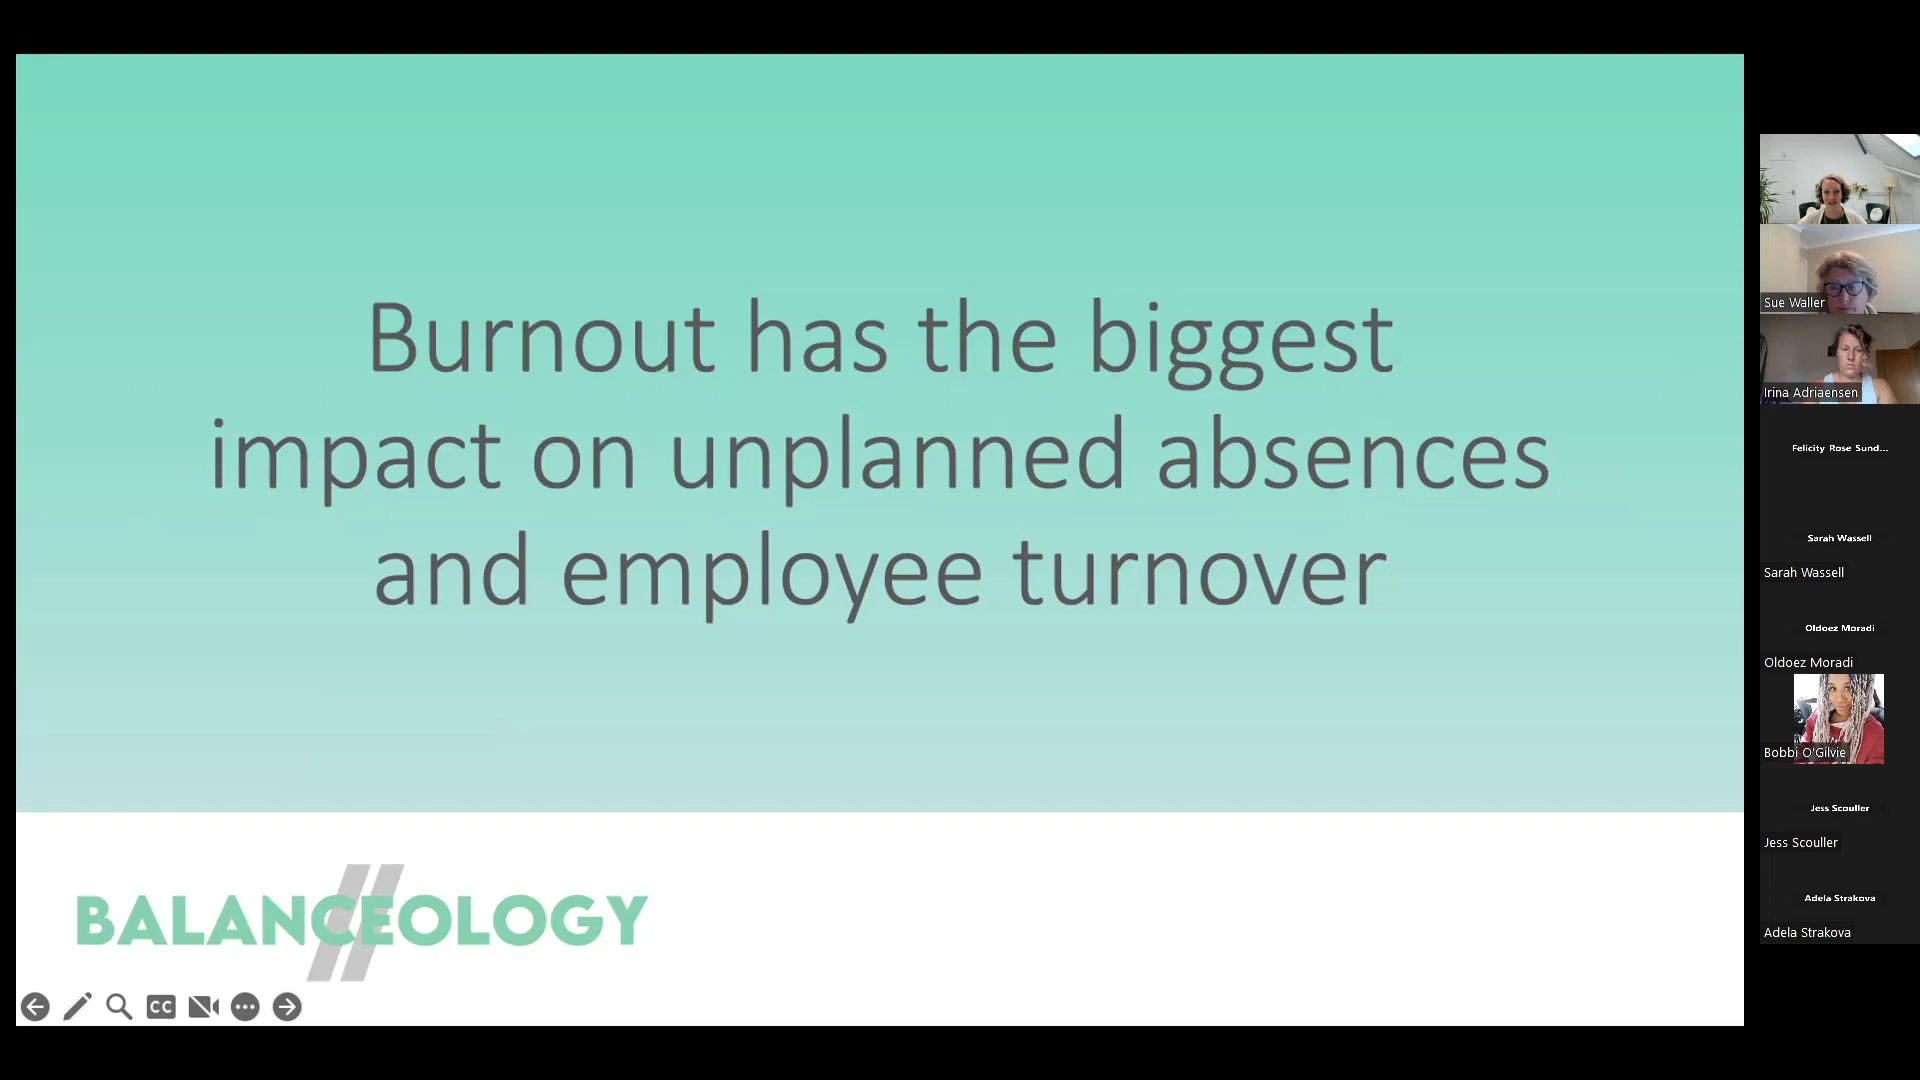 Burnout has the biggest
impact on unplanned absences
and employee turnover
BALANCEOLOGY
CC
Sue Waller
Irina Adriaensen
Felicity Rose Sund...
Sarah Wassell
Sarah Wassell
Oldoez Moradi
Oldoez Moradi
Bobbi O'Gilvie
Jess Scouller
Jess Scouller
Adela Strakova
Adela Strakova